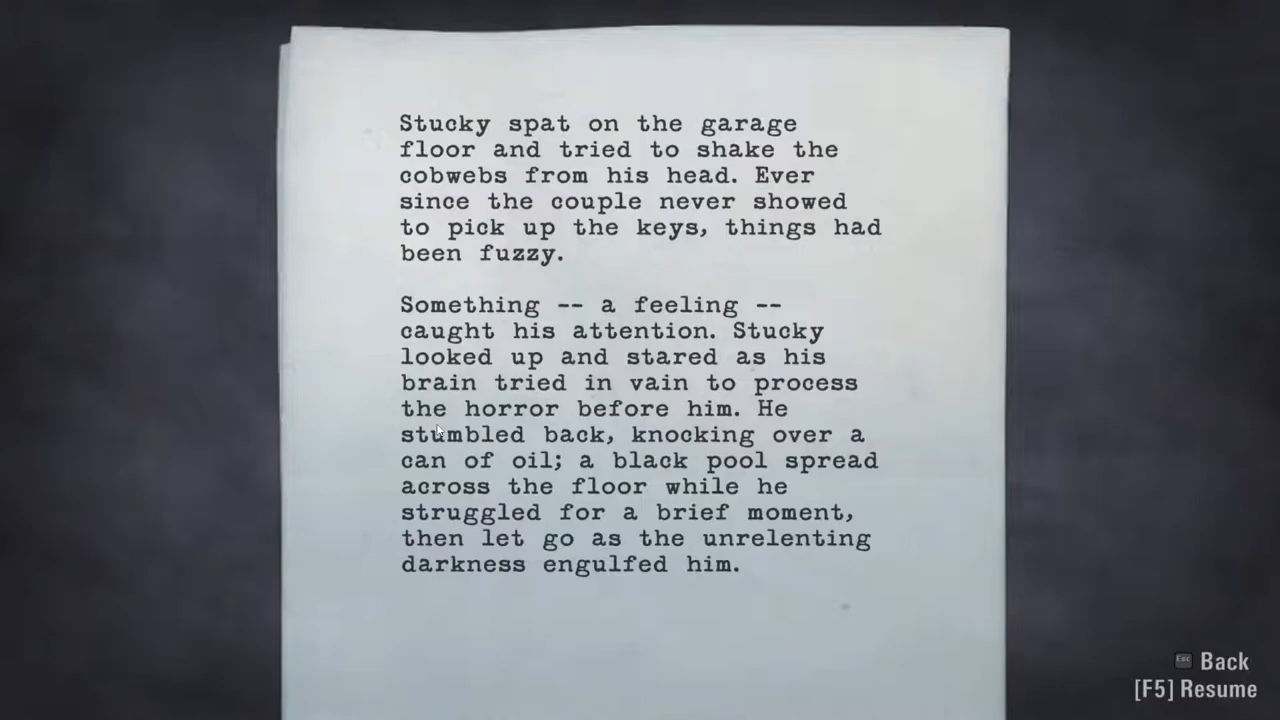 Stucky spat on the garage
floor and tried to shake the
cobwebs from his head. Ever
since the couple never showed
to pick up the keys, things had
been fuzzy.
Something -- a feeling --
caught his attention. Stucky
looked up and stared as his
brain tried in vain to process
the horror before him. He
stumbled back, knocking over a
can of oil; a black pool spread
across the floor while he
struggled for a brief moment,
then let go as the unrelenting
darkness engulfed him.
Esc Back
[F5] Resume